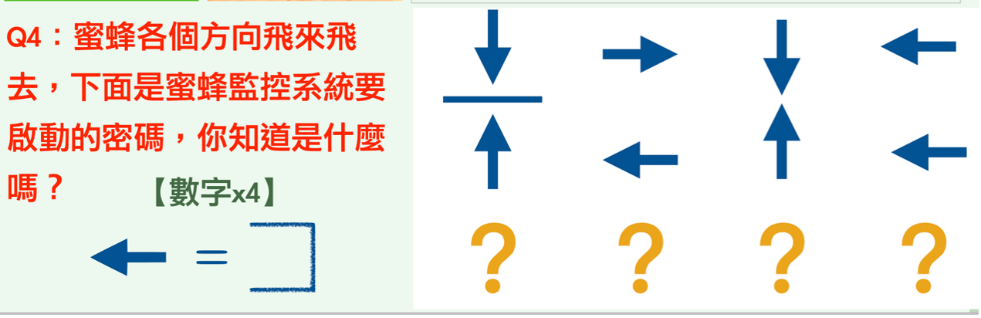 Q4：蜜蜂各個方向飛來飛
去，下面是蜜蜂監控系統要
啟動的密碼，你知道是什麼
嗎？ 【數字x4】
=
? ? ? ?